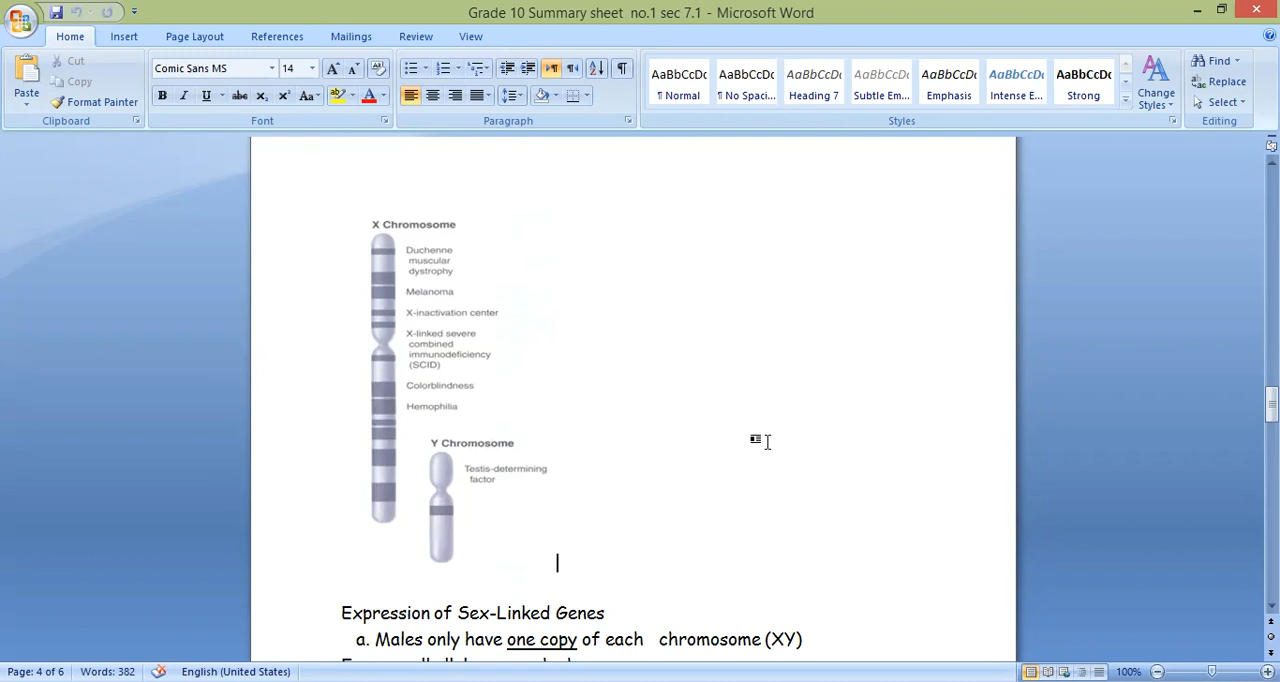 Grade 10 Summary sheet  no.1 sec 7.1 - Microsoft Word
Home Insert Page Layout References Mailings Review View
Paste Cut Copy Format Painter
Clipboard
Comic Sans MS 14
Font
Paragraph
AaBbCcDc AaBbCcDc AaBbCcDc AaBbCcDc AaBbCcDc AaBbCcDc AaBbCcDc
¶ Normal ¶ No Spaci... Heading 7 Subtle Em... Emphasis Intense E... Strong
Change Styles
Styles
Find
Replace
Select
Editing
X Chromosome
Duchenne
muscular
dystrophy
Melanoma
X-inactivation center
X-linked severe
combined
immunodeficiency
(SCID)
Colorblindness
Hemophilia
Y Chromosome
Testis-determining
factor
Expression of Sex-Linked Genes
a. Males only have one copy of each   chromosome (XY)
Page: 4 of 6 Words: 382 English (United States) 100%